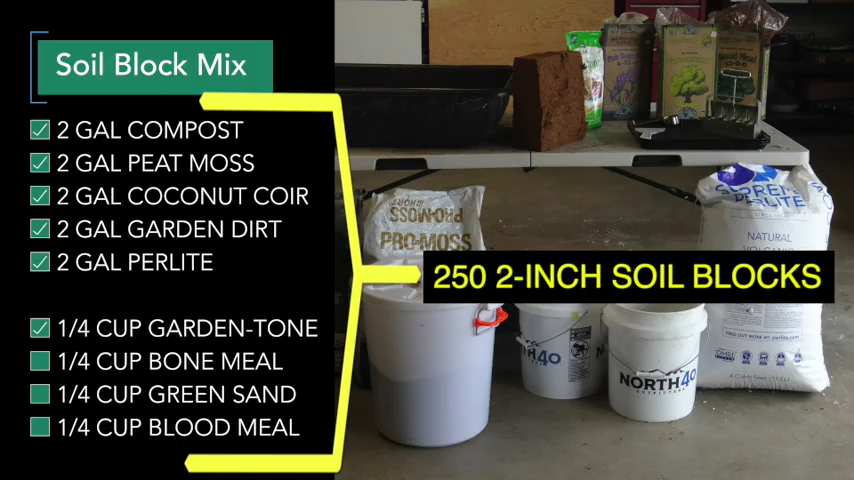 Soil Block Mix
2 GAL COMPOST
2 GAL PEAT MOSS
2 GAL COCONUT COIR
2 GAL GARDEN DIRT
2 GAL PERLITE
1/4 CUP GARDEN-TONE
1/4 CUP BONE MEAL
1/4 CUP GREEN SAND
1/4 CUP BLOOD MEAL
250 2-INCH SOIL BLOCKS
PRO-MOSS
PRO-MOSS
SUPREME
PERLITE
NATURAL
NORTH40
NORTH40
OUTFITTERS